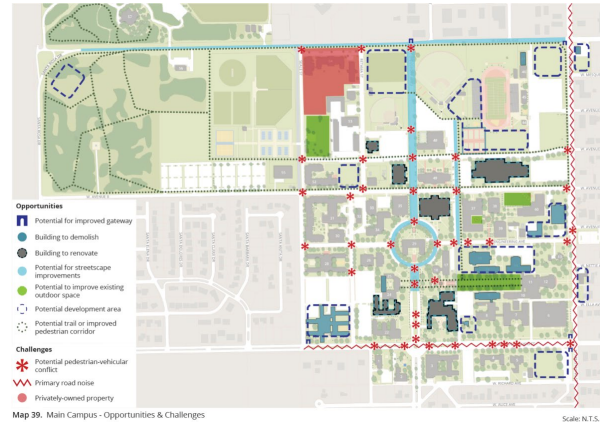 Opportunities
Potential for improved gateway
Building to demolish
Building to renovate
Potential for streetscape
improvements
Potential to improve existing
outdoor space
Potential development area
Potential trail or improved
pedestrian corridor
Challenges
Potential pedestrian-vehicular
conflict
Primary road noise
Privately-owned property
Map 39. Main Campus - Opportunities & Challenges
Scale: N.T.S.